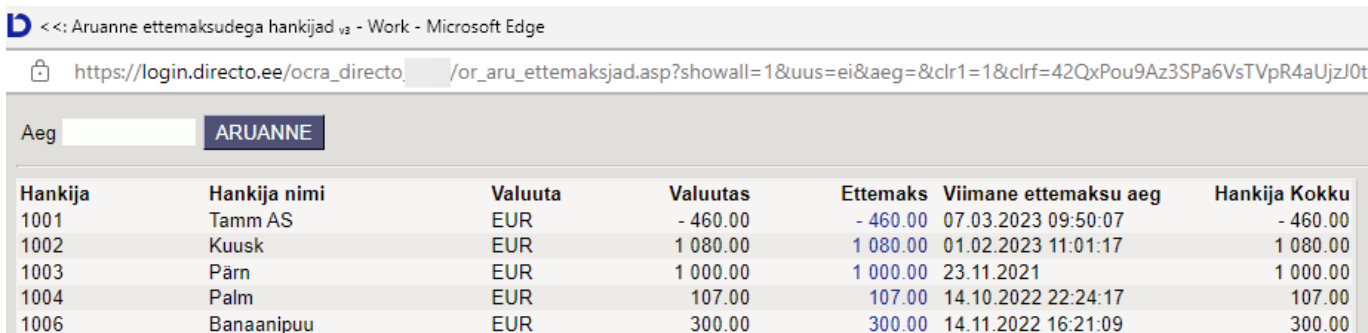 <<: Aruanne ettemaksudega hankijad v3 - Work - Microsoft Edge
https://login.directo.ee/ocra_directo_ /or_aru_ettemaksjad.asp?showall=1&uus=ei&aeg=&clr1=1&clrf=42QxPou9Az3SPa6VsTVpR4aUjzJ0t
Aeg ARUANNE
Hankija Hankija nimi Valuuta Valuutas Ettemaks Viimane ettemaksu aeg Hankija Kokku
1001 Tamm AS EUR - 460.00 - 460.00 07.03.2023 09:50:07 - 460.00
1002 Kuusk EUR 1 080.00 1 080.00 01.02.2023 11:01:17 1 080.00
1003 Pärn EUR 1 000.00 1 000.00 23.11.2021 1 000.00
1004 Palm EUR 107.00 107.00 14.10.2022 22:24:17 107.00
1006 Banaanipuu EUR 300.00 300.00 14.11.2022 16:21:09 300.00